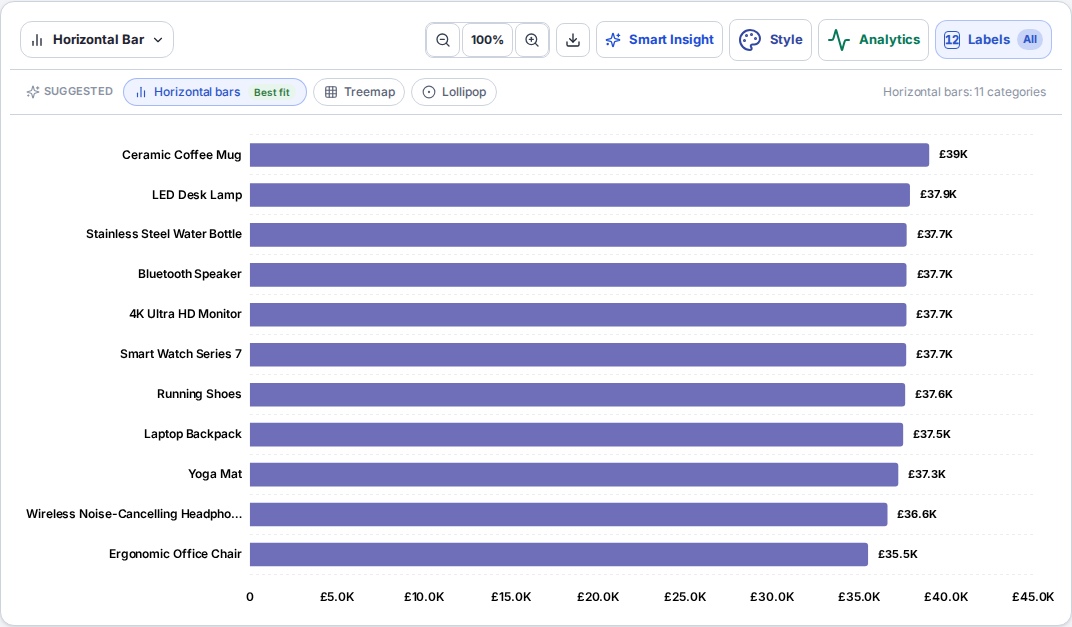 Horizontal Bar
100%
Smart Insight
Style
Analytics
12 Labels All
SUGGESTED
Horizontal bars Best fit
Treemap
Lollipop
Horizontal bars: 11 categories
Ceramic Coffee Mug £39K
LED Desk Lamp £37.9K
Stainless Steel Water Bottle £37.7K
Bluetooth Speaker £37.7K
4K Ultra HD Monitor £37.7K
Smart Watch Series 7 £37.7K
Running Shoes £37.6K
Laptop Backpack £37.5K
Yoga Mat £37.3K
Wireless Noise-Cancelling Headpho... £36.6K
Ergonomic Office Chair £35.5K
0 £5.0K £10.0K £15.0K £20.0K £25.0K £30.0K £35.0K £40.0K £45.0K